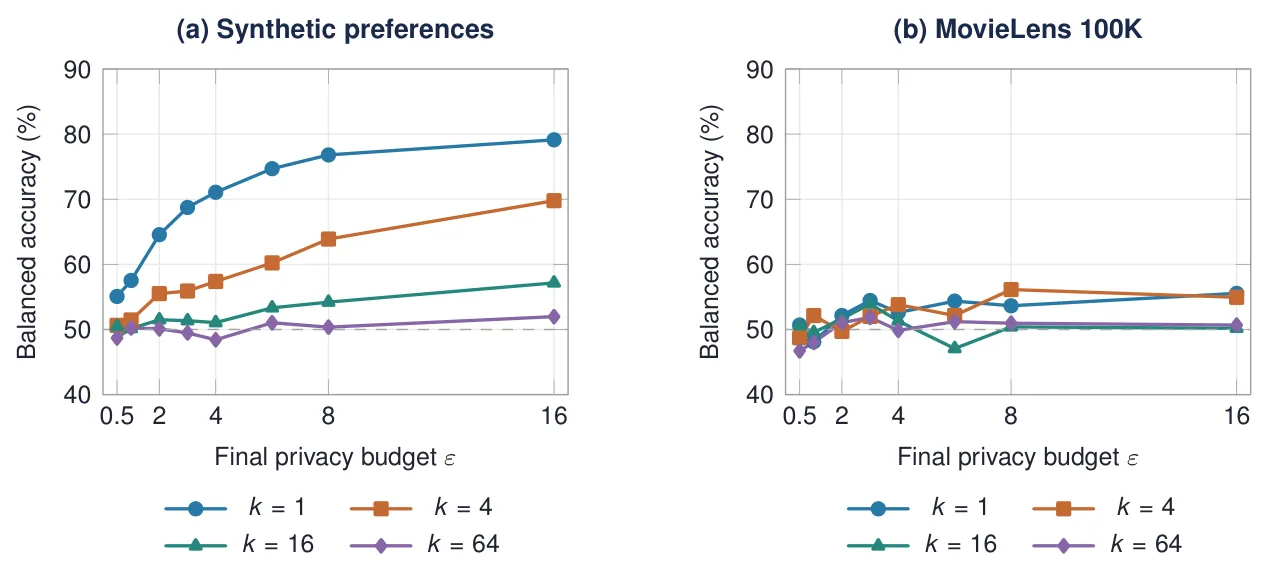 (a) Synthetic preferences
90
80
70
60
50
40
Balanced accuracy (%)
0.5 2 4 8 16
Final privacy budget ε
k = 1 k = 4
k = 16 k = 64
(b) MovieLens 100K
90
80
70
60
50
40
Balanced accuracy (%)
0.5 2 4 8 16
Final privacy budget ε
k = 1 k = 4
k = 16 k = 64